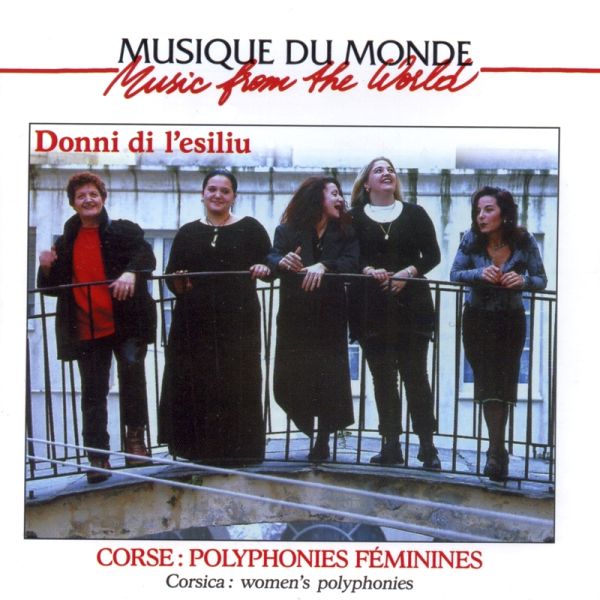 MUSIQUE DU MONDE
Music from the World
Donni di l'esiliu
CORSE : POLYPHONIES FÉMININES
Corsica : women's polyphonies